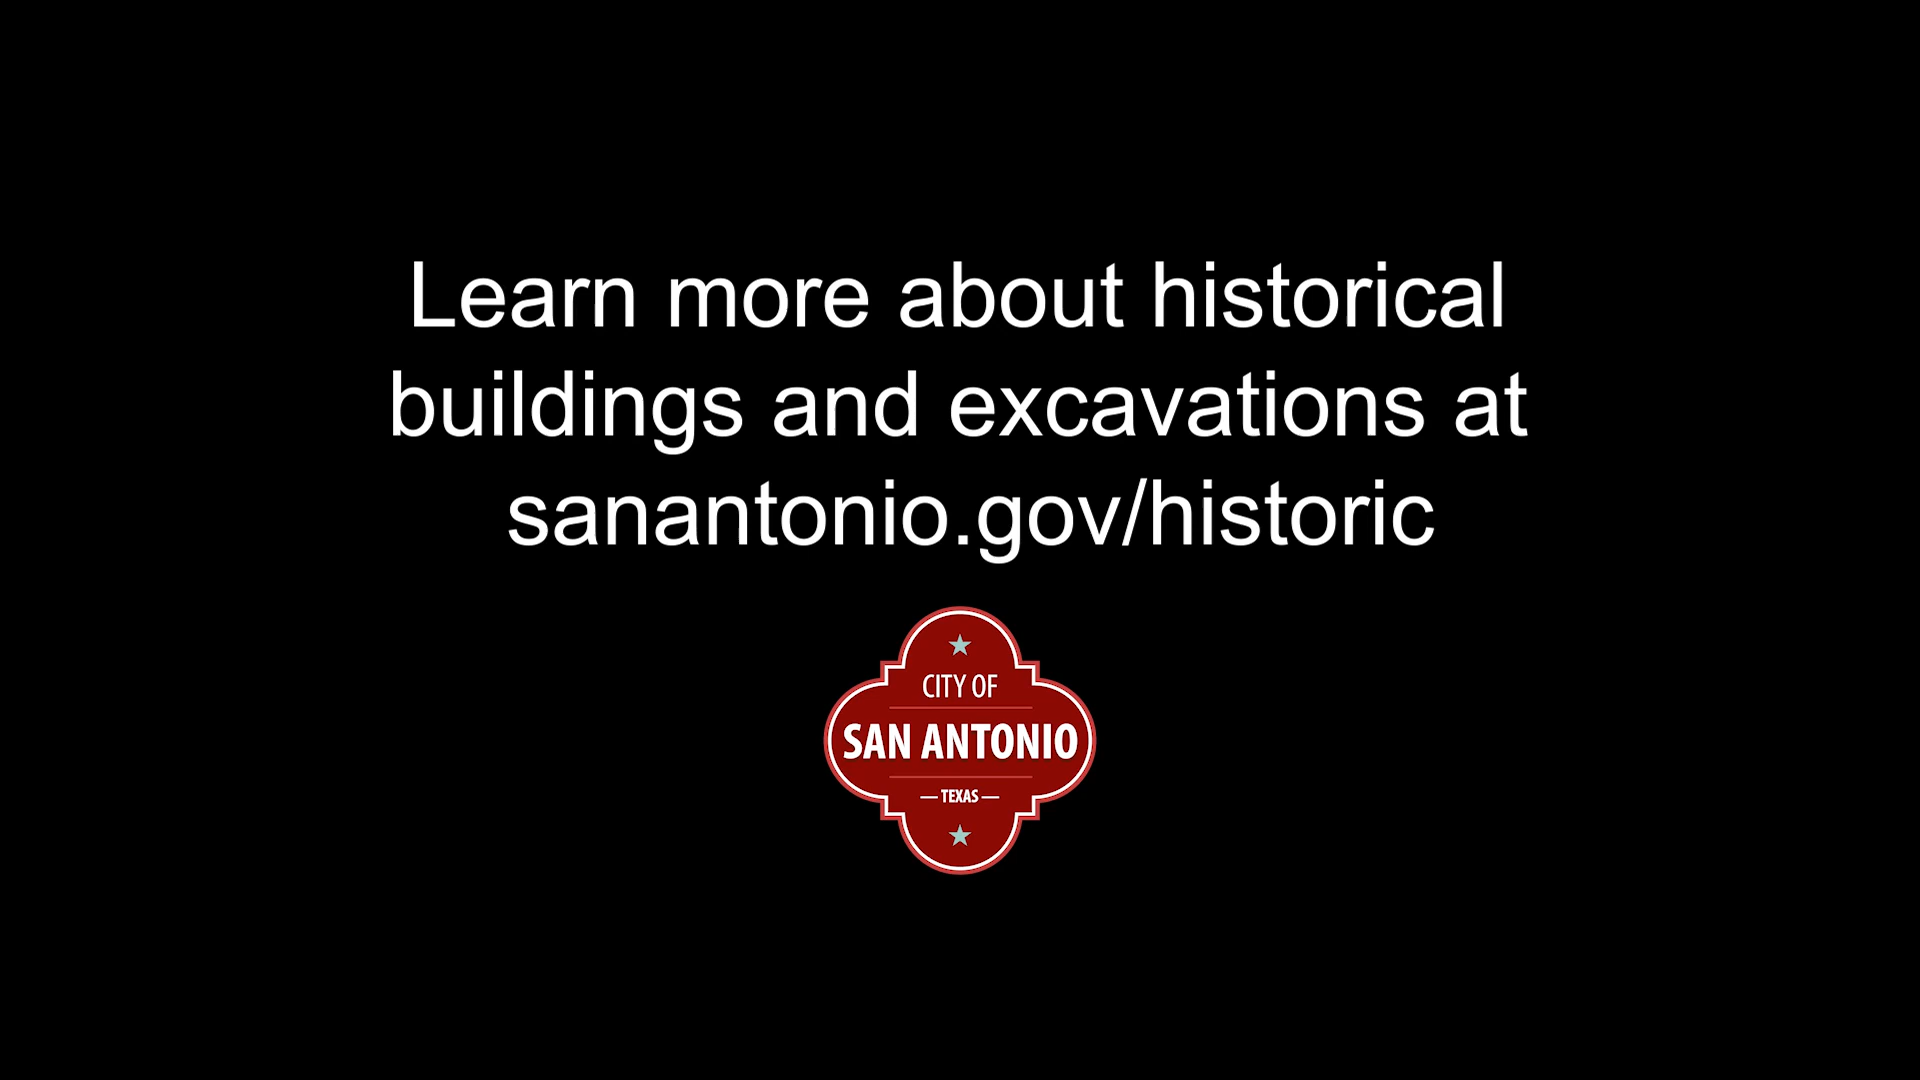 Learn more about historical
buildings and excavations at
sanantonio.gov/historic
CITY OF
SAN ANTONIO
— TEXAS —